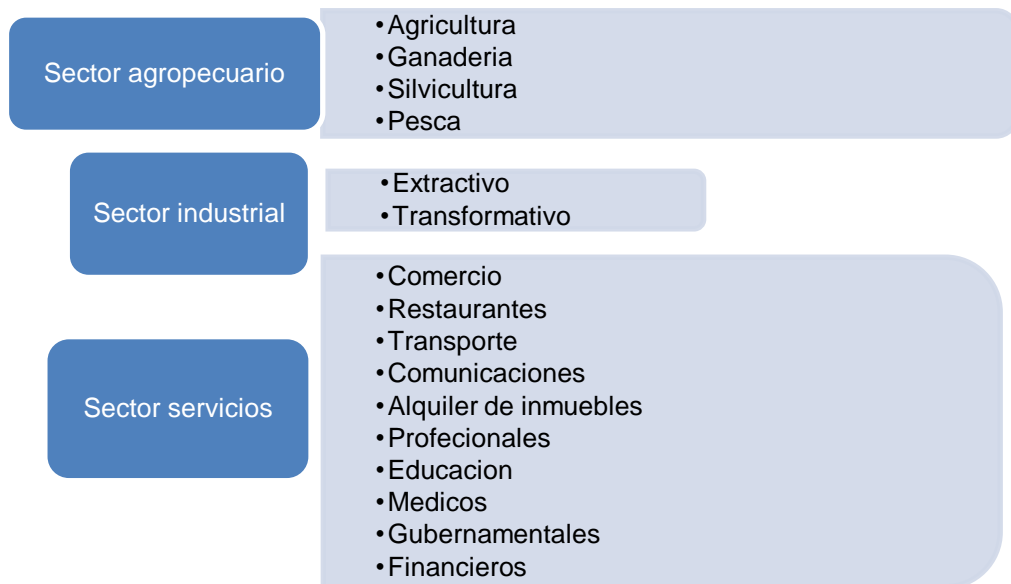 Sector agropecuario
•Agricultura
•Ganaderia
•Silvicultura
•Pesca
Sector industrial
•Extractivo
•Transformativo
Sector servicios
•Comercio
•Restaurantes
•Transporte
•Comunicaciones
•Alquiler de inmuebles
•Profecionales
•Educacion
•Medicos
•Gubernamentales
•Financieros